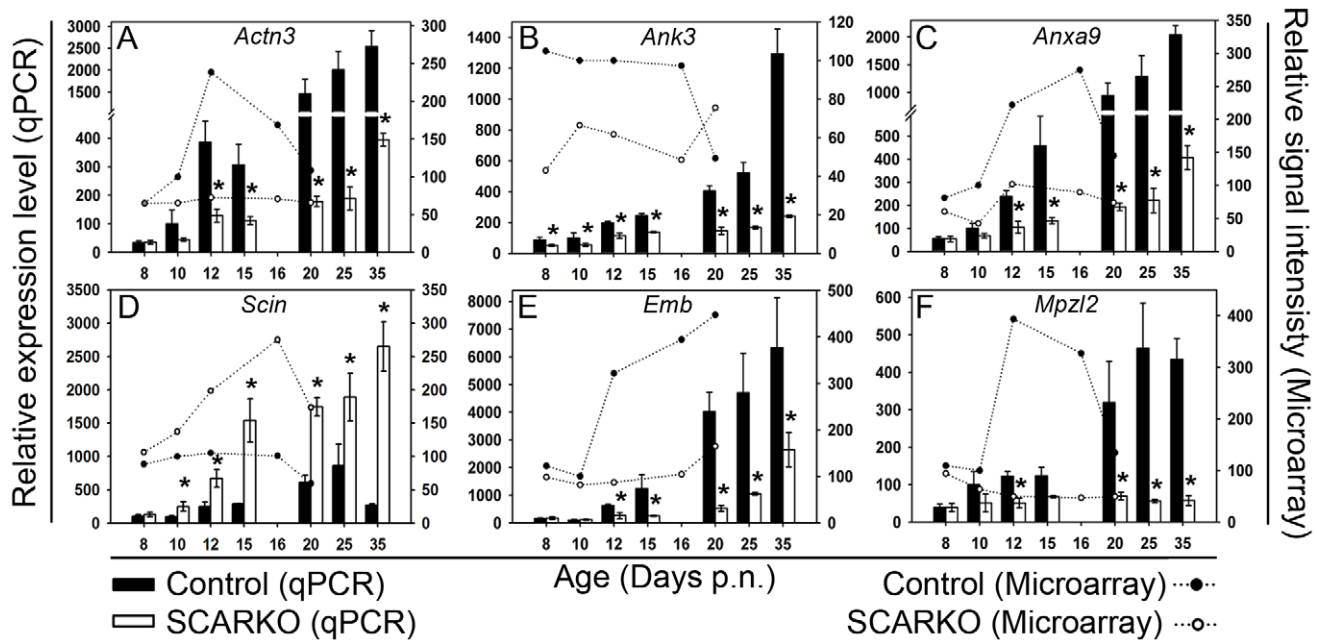 Relative expression level (qPCR)
A
Actn3
3000
2500
2000
1500
400
300
200
100
0
300
250
200
150
100
50
0
* * * * *
8 10 12 15 16 20 25 35
B
Ank3
1400
1200
1000
800
600
400
200
0
120
100
80
60
40
20
0
* * * * * * *
8 10 12 15 16 20 25 35
C
Anxa9
2000
1500
1000
500
400
300
200
100
0
350
300
250
200
150
100
50
0
* * * * *
8 10 12 15 16 20 25 35
D
Scin
3500
3000
2500
2000
1500
1000
500
0
350
300
250
200
150
100
50
0
* * * * * *
8 10 12 15 16 20 25 35
E
Emb
8000
7000
6000
5000
4000
3000
2000
1000
0
500
400
300
200
100
0
* * * * *
8 10 12 15 16 20 25 35
F
Mpzl2
600
500
400
300
200
100
0
400
300
200
100
0
* * * *
8 10 12 15 16 20 25 35
Relative signal intensisty (Microarray)
Age (Days p.n.)
Control (qPCR)
SCARKO (qPCR)
Control (Microarray)
SCARKO (Microarray)